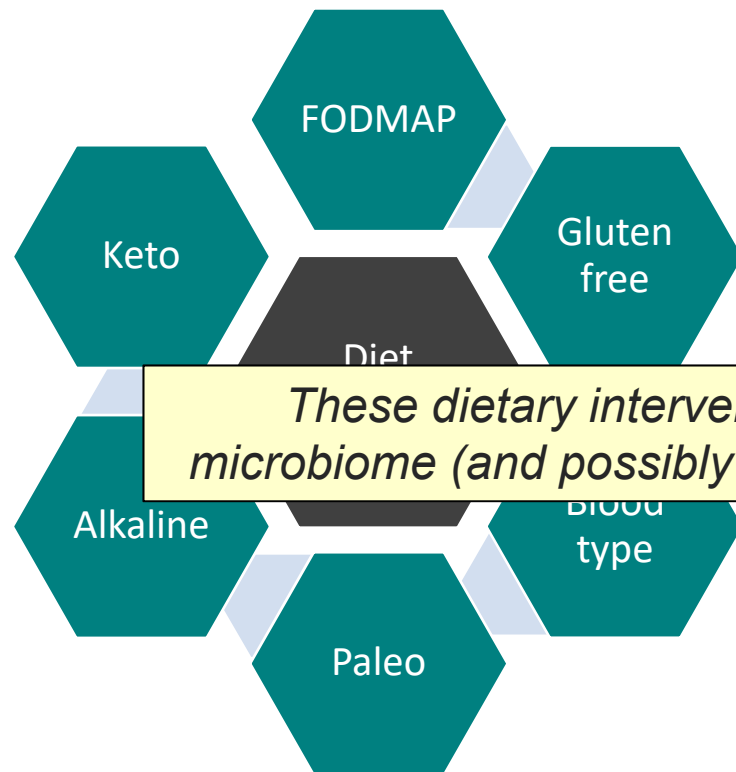 FODMAP
Gluten
free
Keto
Diet
These dietary interve
microbiome (and possibly
Alkaline
Blood
type
Paleo